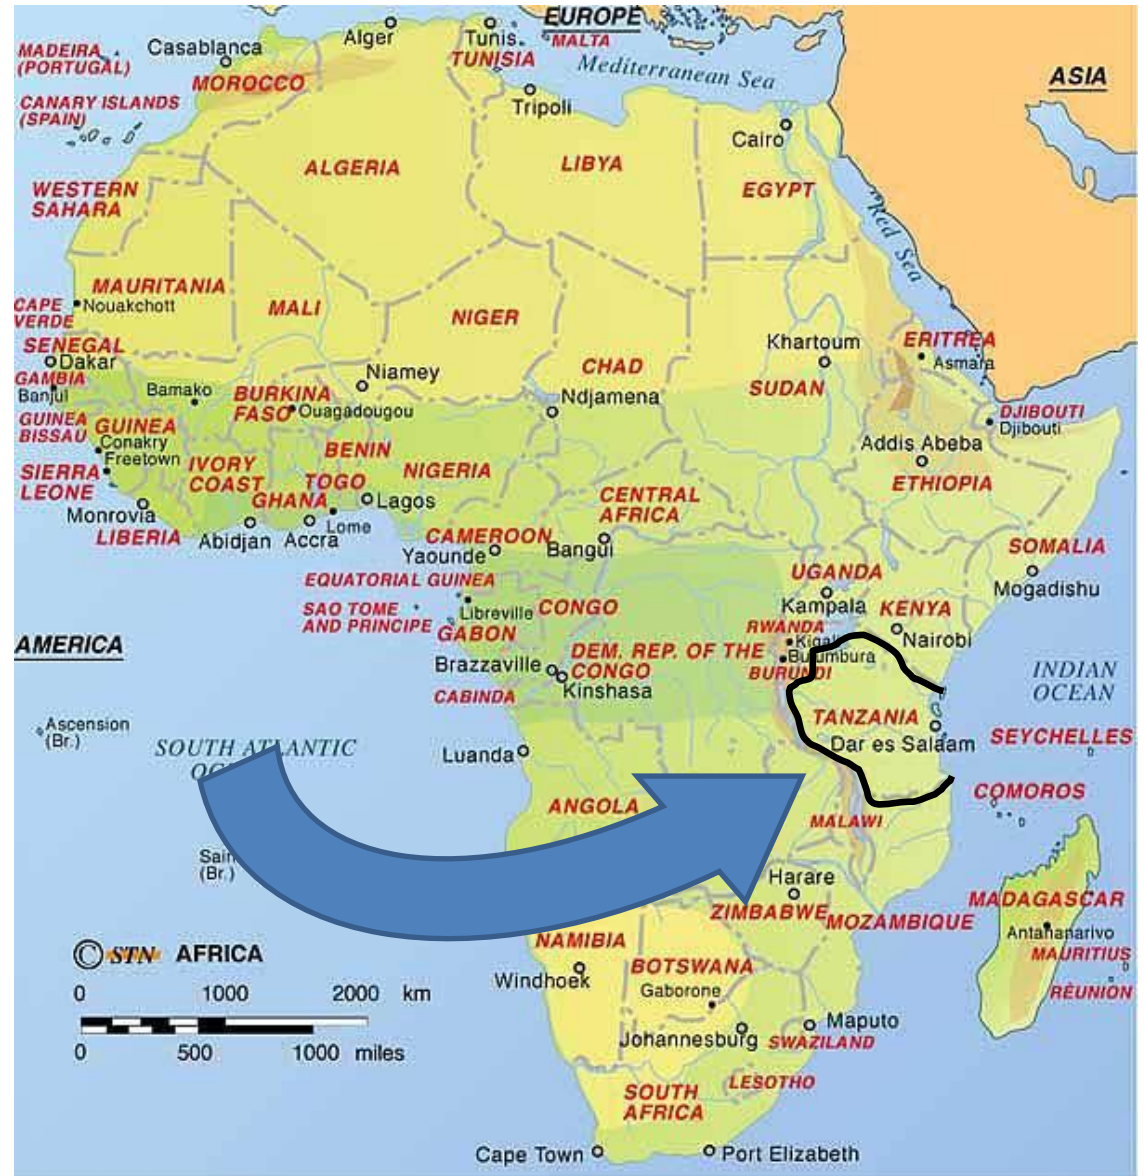 EUROPE
MADEIRA
(PORTUGAL)
Casablanca
Alger
Tunis
MALTA
TUNISIA
MOROCCO
Mediterranean Sea
ASIA
CANARY ISLANDS
(SPAIN)
Tripoli
Cairo
ALGERIA
LIBYA
EGYPT
WESTERN
SAHARA
Red Sea
MAURITANIA
Nouakchott
MALI
NIGER
CAPE
VERDE
SENEGAL
Dakar
Khartoum
ERITREA
Asmara
CHAD
SUDAN
Niamey
GAMBIA
Banjul
Bamako
BURKINA
FASO
Ouagadougou
Ndjamena
DJIBOUTI
Djibouti
GUINEA
BISSAU
GUINEA
Conakry
Freetown
BENIN
Addis Abeba
SIERRA
LEONE
IVORY
COAST
TOGO
NIGERIA
ETHIOPIA
GHANA
Lagos
CENTRAL
AFRICA
Monrovia
LIBERIA
Abidjan
Accra
Lome
CAMEROON
Yaounde
Bangui
SOMALIA
Mogadishu
EQUATORIAL GUINEA
UGANDA
Kampala
KENYA
Nairobi
SAO TOME
AND PRINCIPE
Libreville
GABON
CONGO
RWANDA
Kigali
Bujumbura
BURUNDI
AMERICA
DEM. REP. OF THE
CONGO
Brazzaville
Kinshasa
CABINDA
INDIAN
OCEAN
Ascension
(Br.)
TANZANIA
Dar es Salaam
SEYCHELLES
SOUTH ATLANTIC
Luanda
COMOROS
ANGOLA
MALAWI
(Br.)
Harare
ZIMBABWE
MOZAMBIQUE
MADAGASCAR
Antananarivo
MAURITIUS
RÈUNION
© STN AFRICA
NAMIBIA
Windhoek
BOTSWANA
Gaborone
0 1000 2000 km
0 500 1000 miles
Johannesburg
Maputo
SWAZILAND
LESOTHO
SOUTH
AFRICA
Cape Town
Port Elizabeth